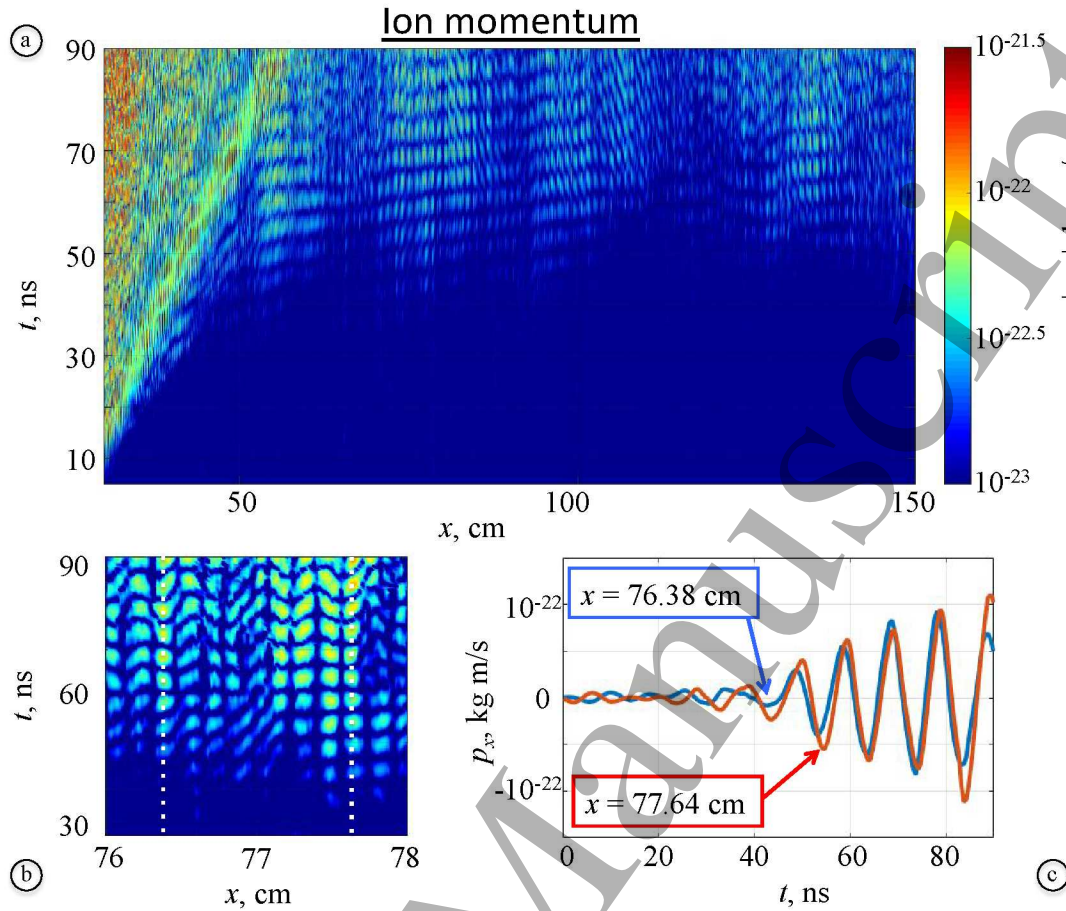 Ion momentum
a
90
70
50
30
10
t, ns
50
100
150
x, cm
10-21.5
10-22
10-22.5
10-23
90
60
30
t, ns
76
77
78
x, cm
b
x = 76.38 cm
x = 77.64 cm
10-22
0
-10-22
px, kg m/s
0
20
40
60
80
t, ns
c
Manuscrip